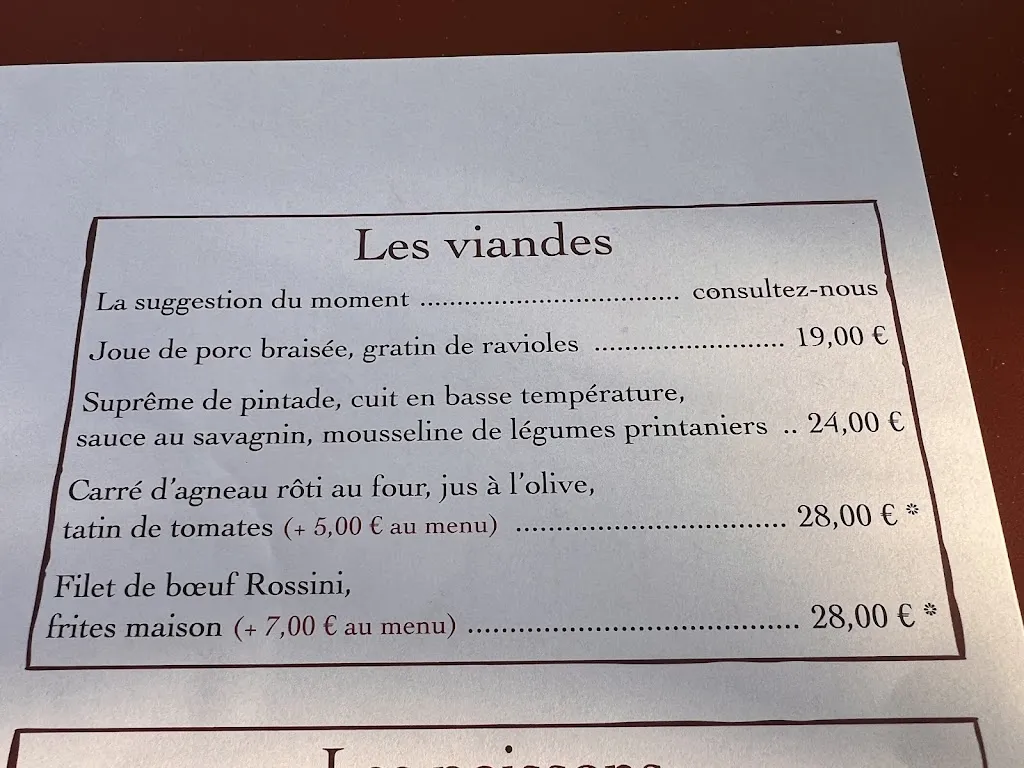 Les viandes
La suggestion du moment .................................. consultez-nous
Joue de porc braisée, gratin de ravioles ......................... 19,00 €
Suprême de pintade, cuit en basse température,
sauce au savagnin, mousseline de légumes printaniers .. 24,00 €
Carré d'agneau rôti au four, jus à l'olive,
tatin de tomates (+ 5,00 € au menu) .................................. 28,00 € *
Filet de bœuf Rossini,
frites maison (+ 7,00 € au menu) .......................................... 28,00 € *
Les poissons